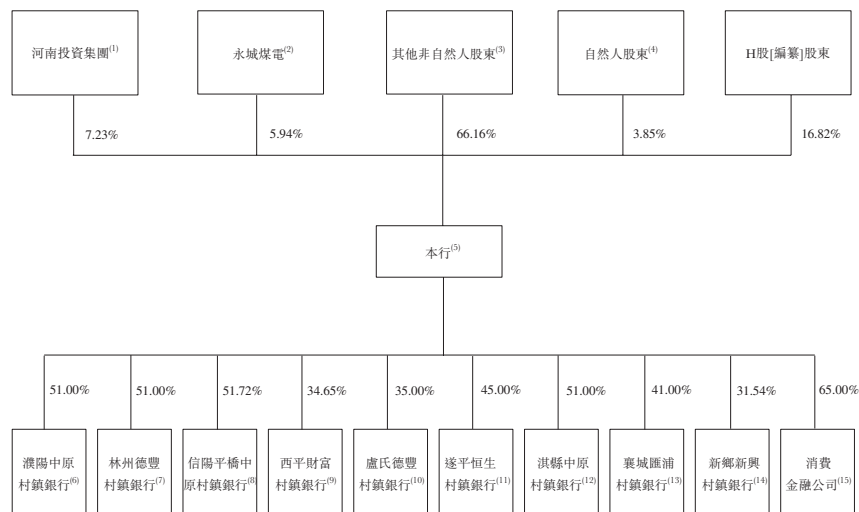 河南投資集團(1)
永城煤電(2)
其他非自然人股東(3)
自然人股東(4)
H股[編纂]股東
7.23%
5.94%
66.16%
3.85%
16.82%
本行(5)
51.00%
51.00%
51.72%
34.65%
35.00%
45.00%
51.00%
41.00%
31.54%
65.00%
濮陽中原
村鎮銀行(6)
林州德豐
村鎮銀行(7)
信陽平橋中
原村鎮銀行(8)
西平財富
村鎮銀行(9)
盧氏德豐
村鎮銀行(10)
遂平恒生
村鎮銀行(11)
淇縣中原
村鎮銀行(12)
襄城匯浦
村鎮銀行(13)
新鄉新興
村鎮銀行(14)
消費
金融公司(15)